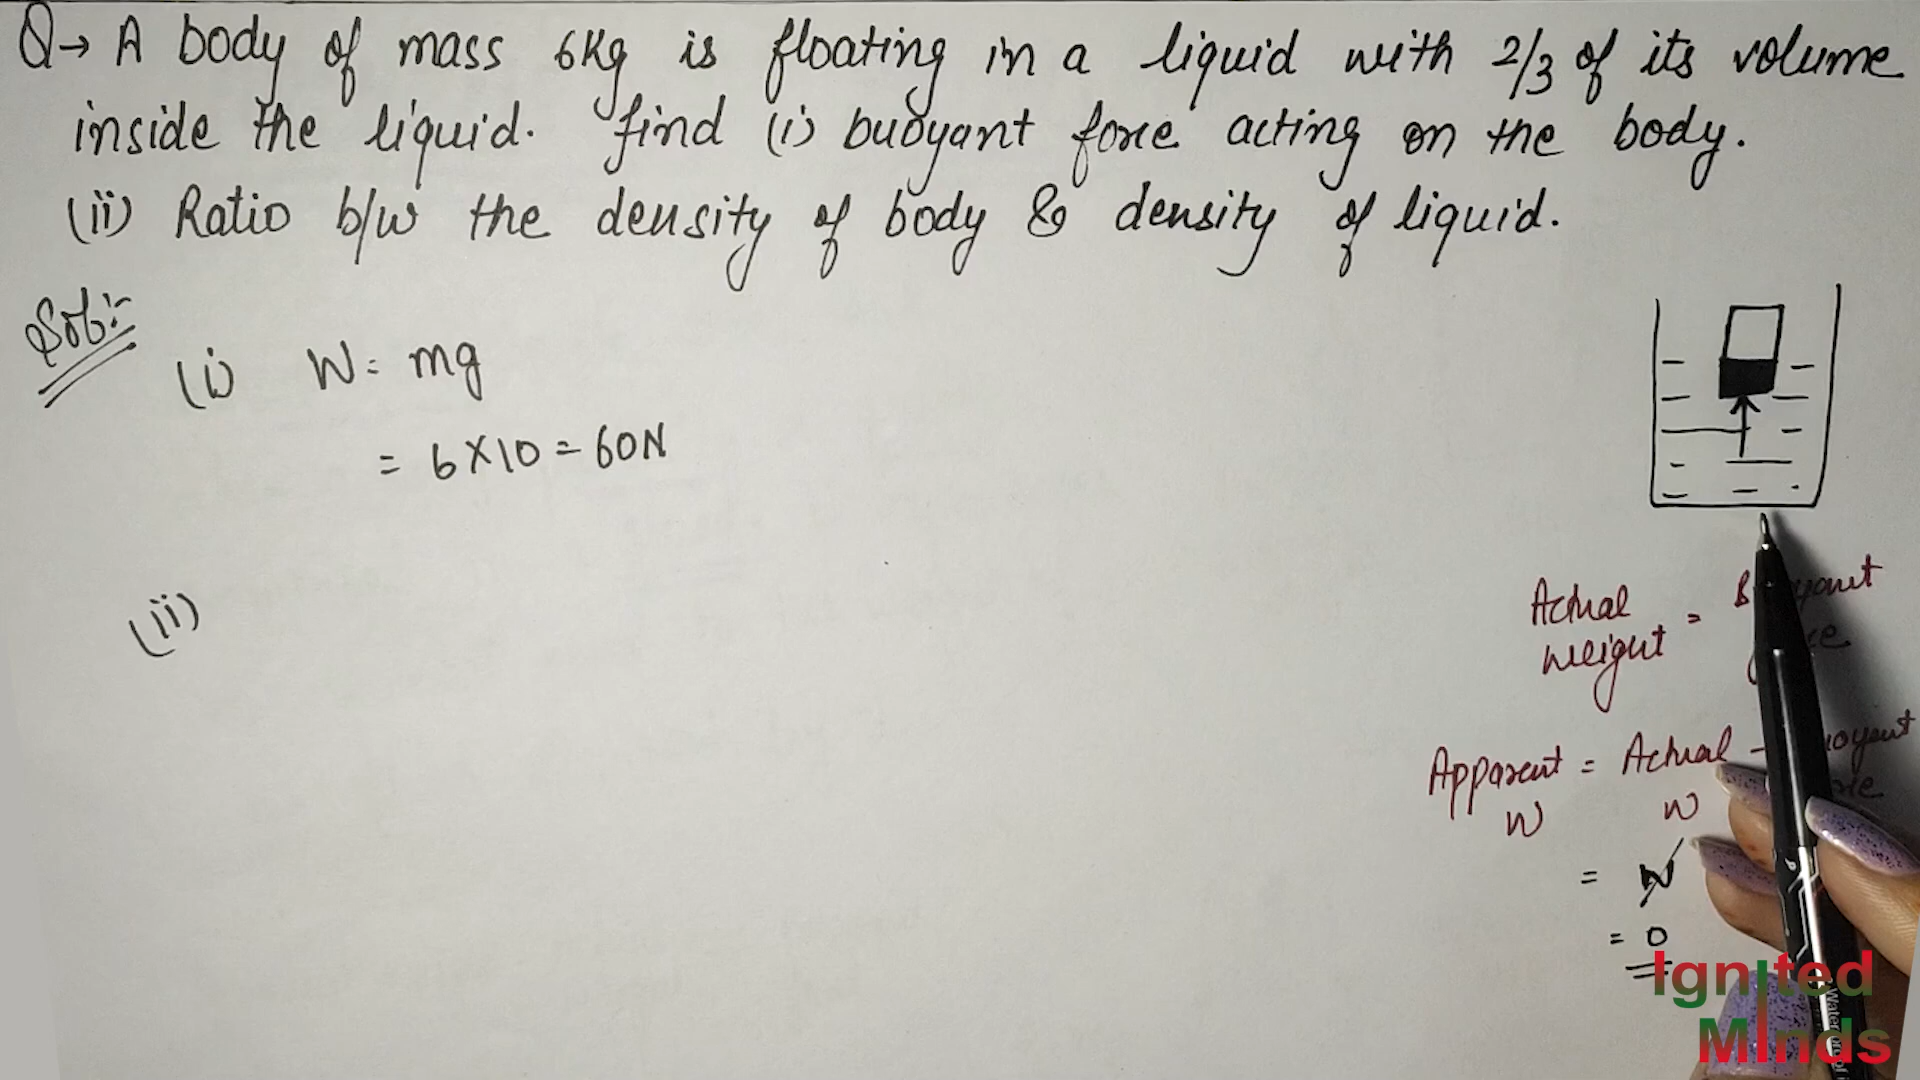 Q→ A body of mass 6Kg is floating in a liquid with 2/3 of its volume
inside the liquid. find (i) buoyant force acting on the body.
(ii) Ratio b/w the density of body & density of liquid.
Sol:-
(i) W = mg
= 6×10 = 60N
(ii)
Actual = 
weight
Apparent = Actual -
W W
= W
= 0
Ignited
Minds